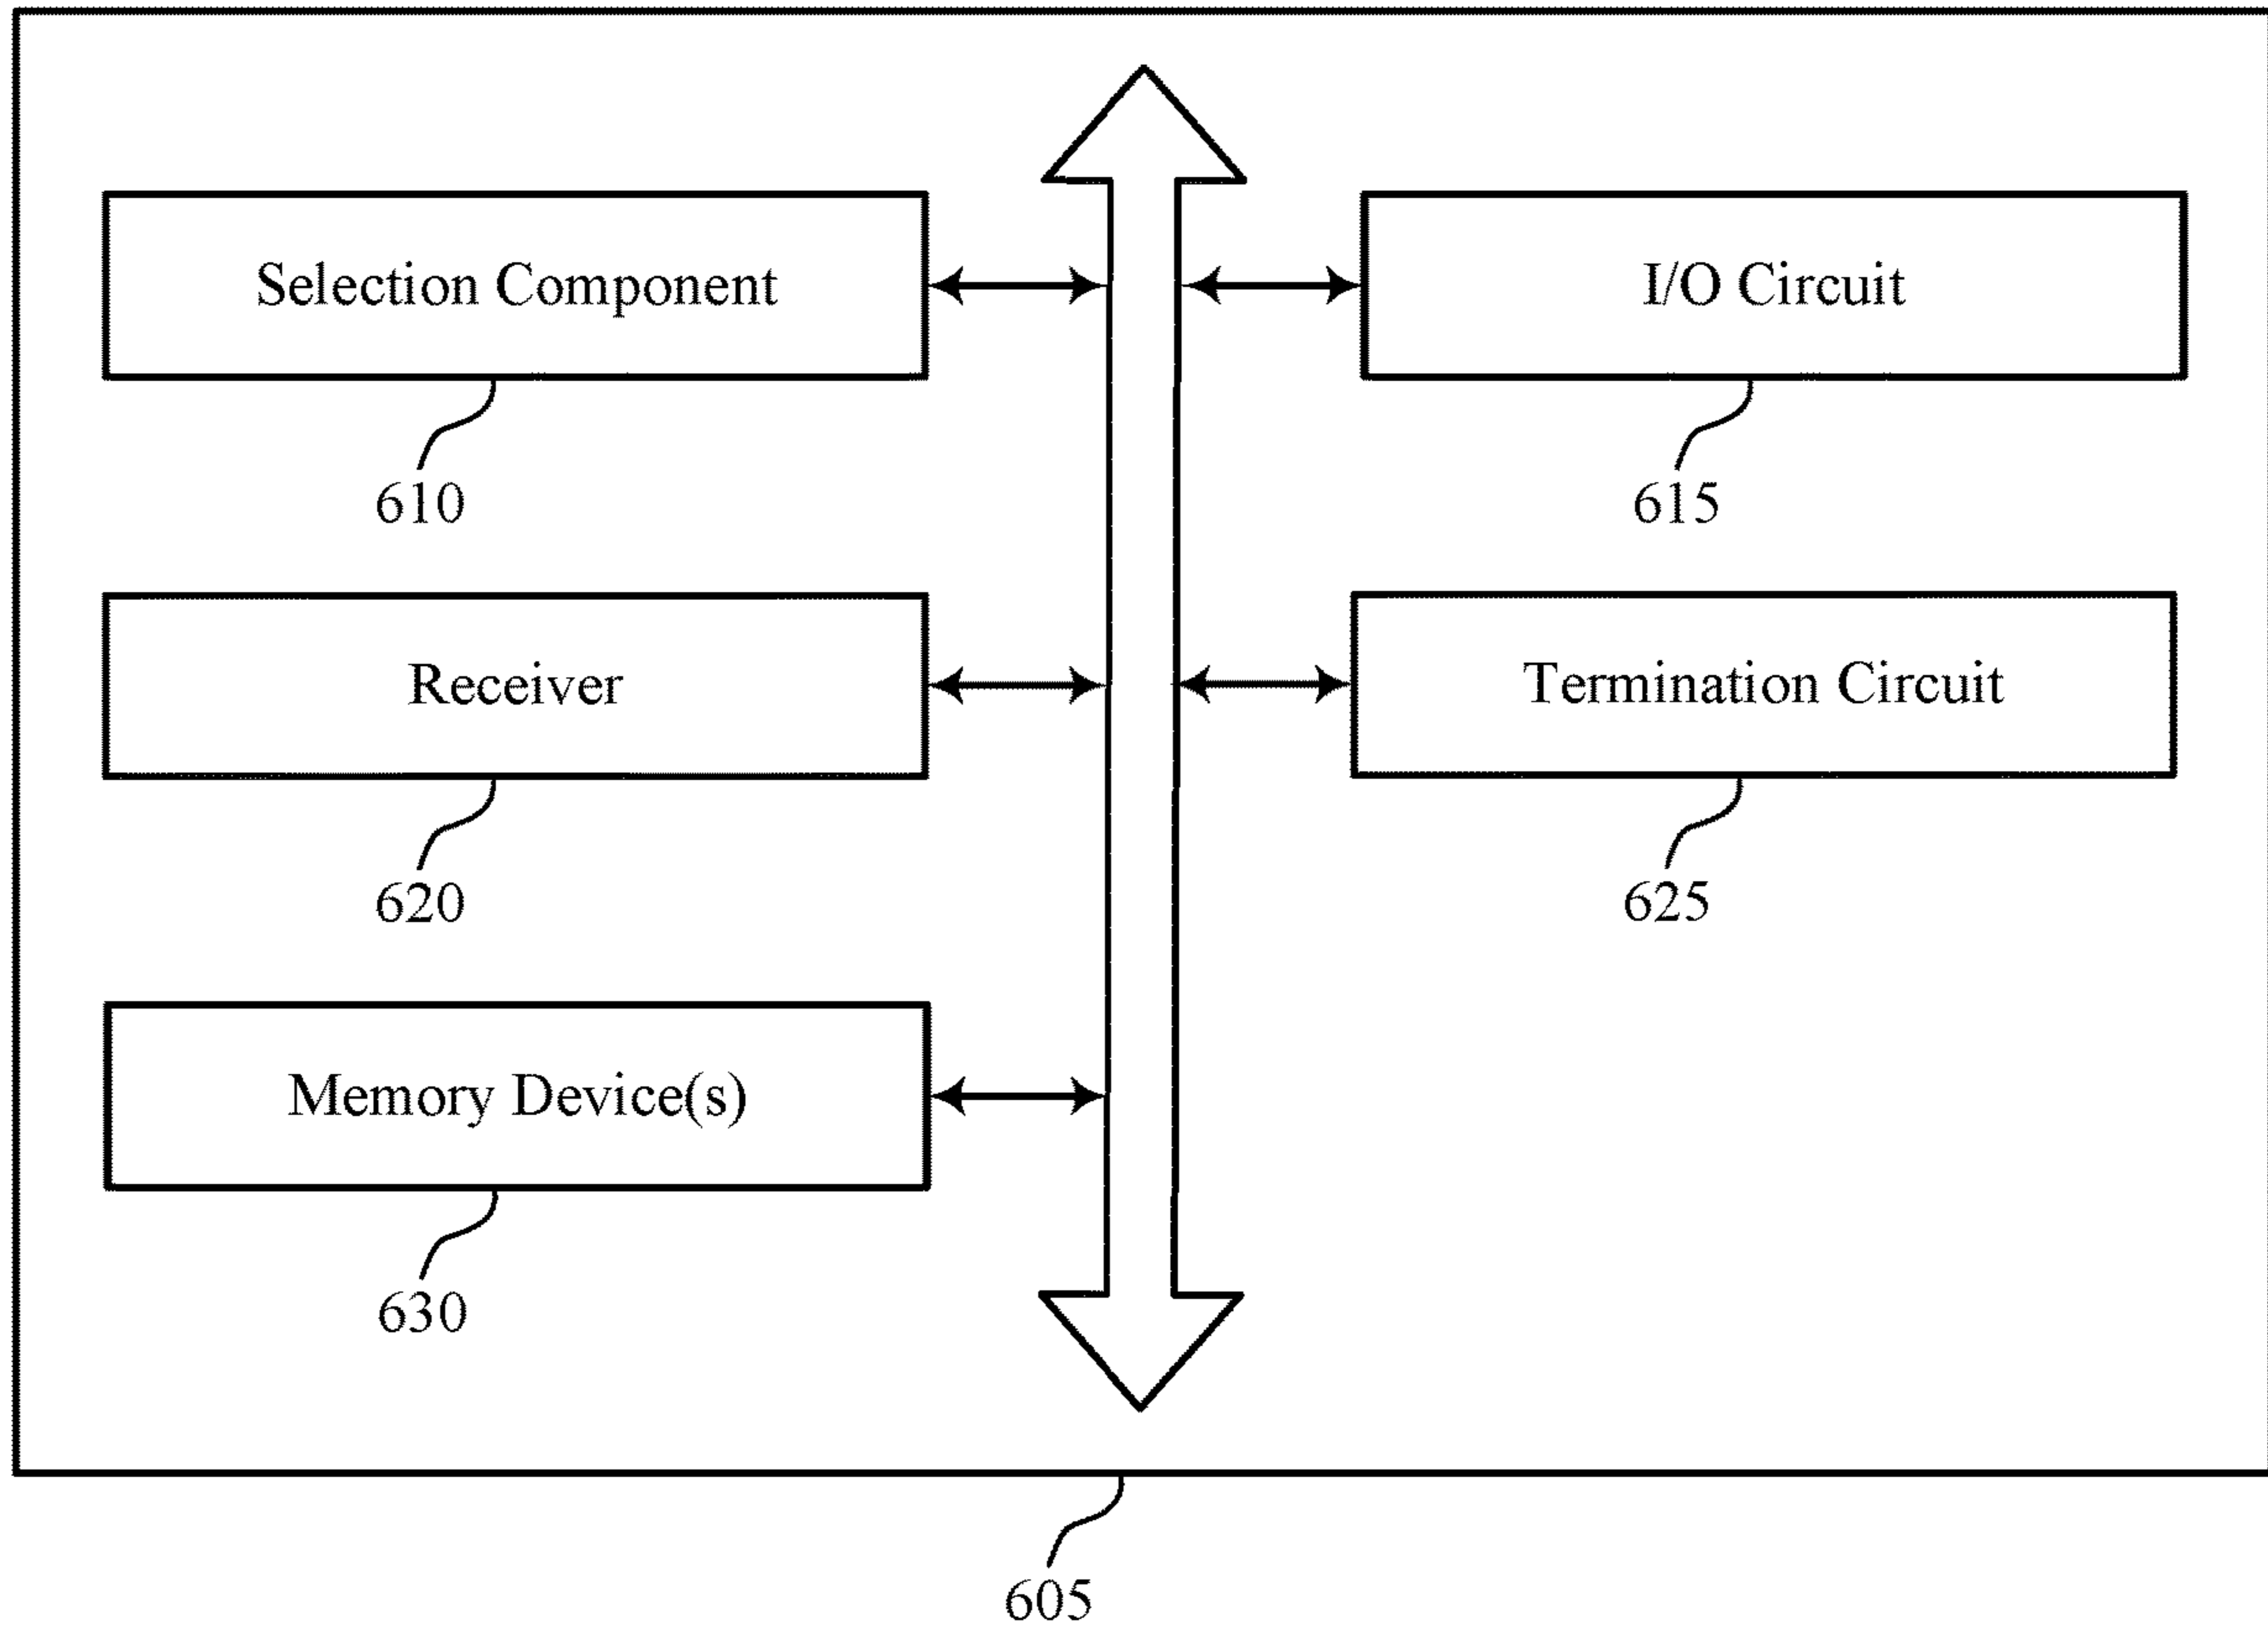 Selection Component
I/O Circuit
610
615
Receiver
Termination Circuit
620
625
Memory Device(s)
630
605